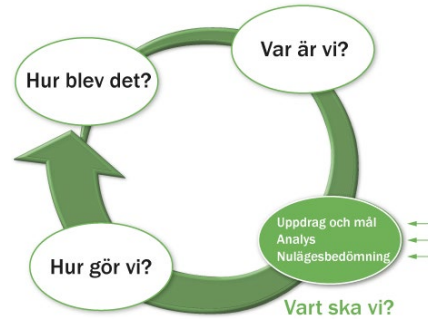 Var är vi?
Hur blev det?
Uppdrag och mål
Analys
Nulägesbedömning
Hur gör vi?
Vart ska vi?